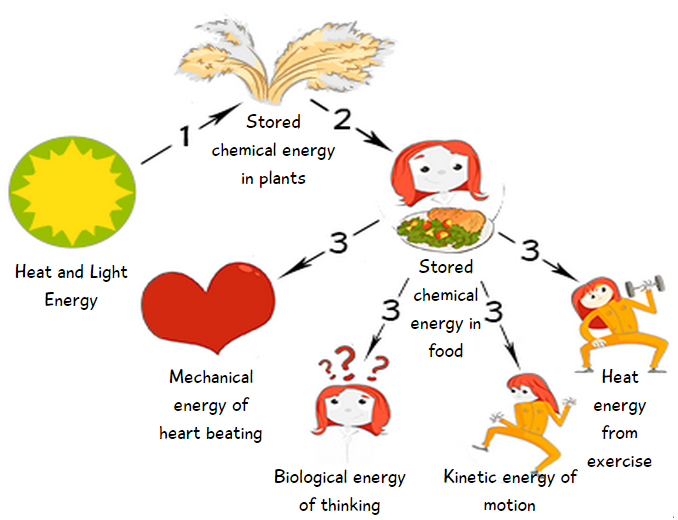 1
Stored
chemical energy
in plants
2
Heat and Light
Energy
3
Mechanical
energy of
heart beating
Stored
chemical
energy in
food
3
Biological energy
of thinking
3
Kinetic energy of
motion
3
Heat
energy
from
exercise